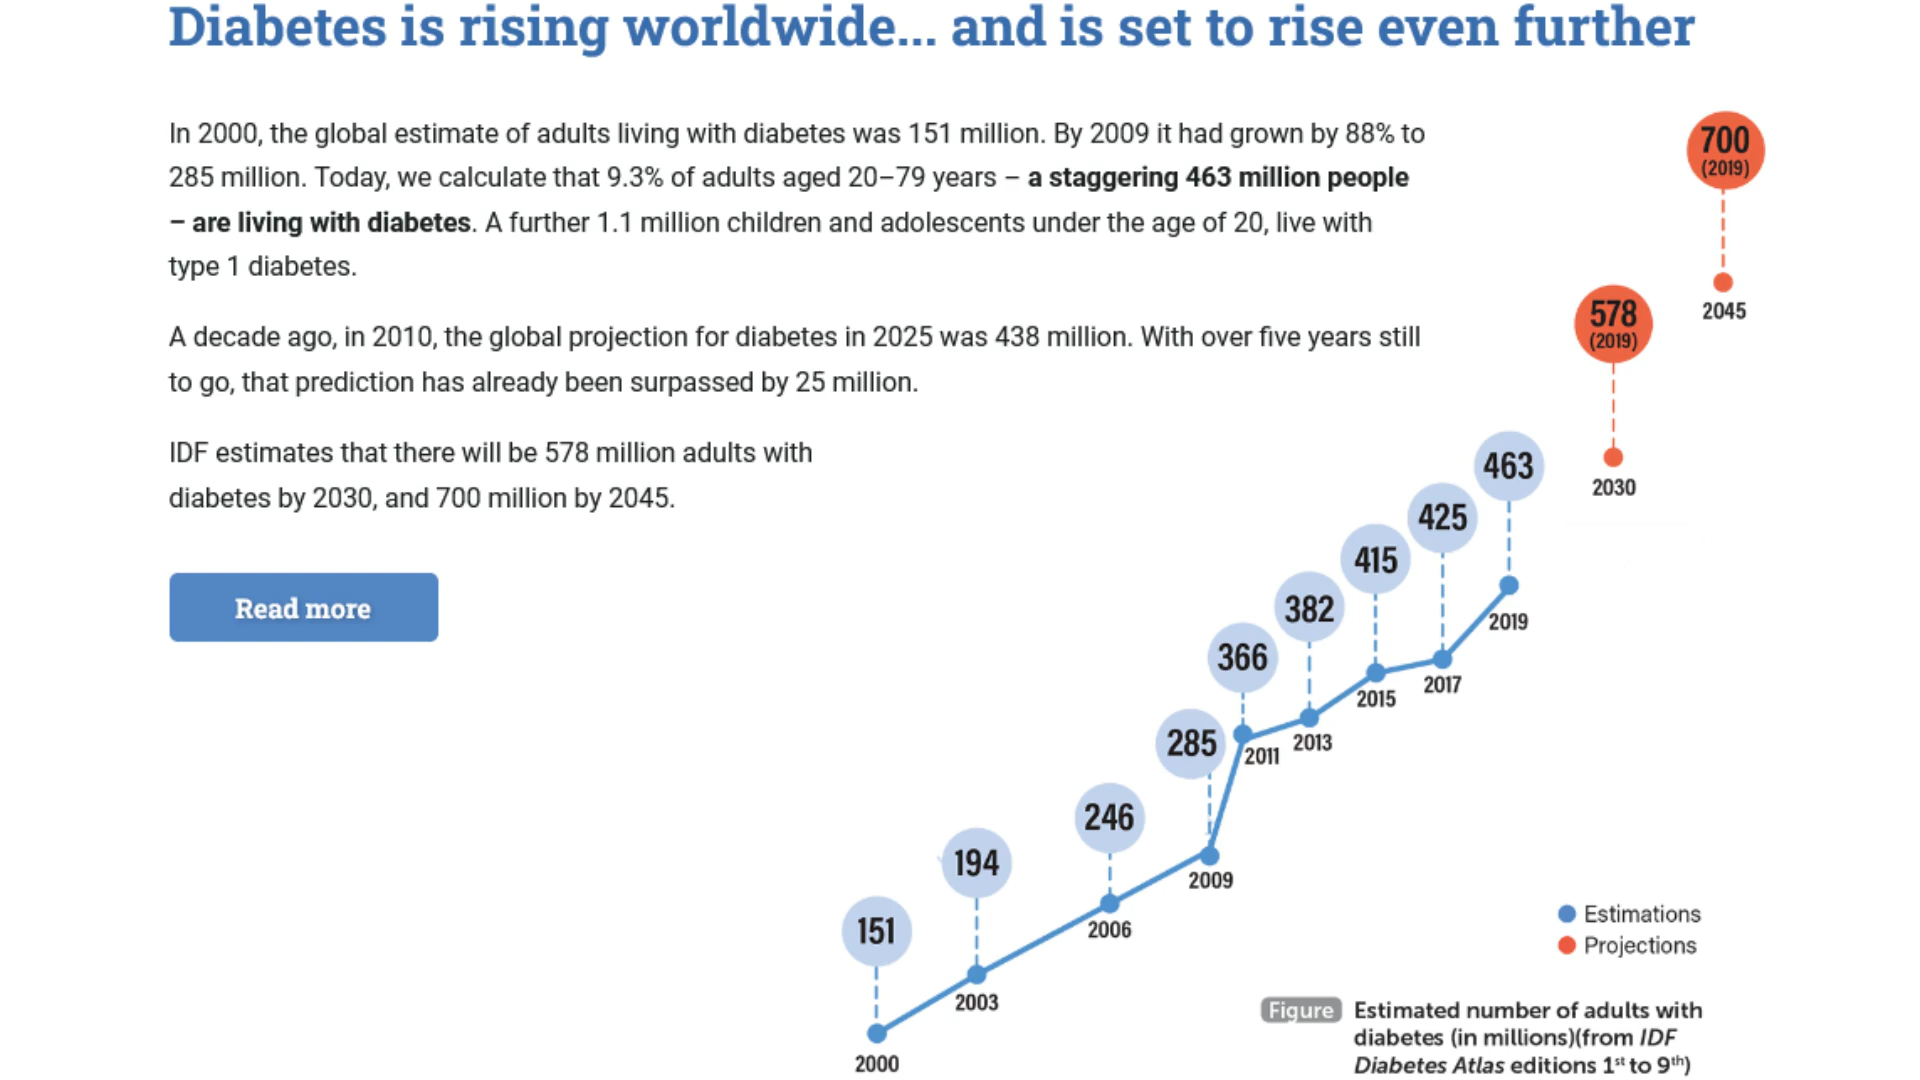 Diabetes is rising worldwide... and is set to rise even further
In 2000, the global estimate of adults living with diabetes was 151 million. By 2009 it had grown by 88% to
285 million. Today, we calculate that 9.3% of adults aged 20–79 years – a staggering 463 million people
– are living with diabetes. A further 1.1 million children and adolescents under the age of 20, live with
type 1 diabetes.
A decade ago, in 2010, the global projection for diabetes in 2025 was 438 million. With over five years still
to go, that prediction has already been surpassed by 25 million.
IDF estimates that there will be 578 million adults with
diabetes by 2030, and 700 million by 2045.
Read more
700
(2019)
2045
578
(2019)
2030
463
2019
425
2017
415
2015
382
2013
366
2011
285
2009
246
2006
194
2003
151
2000
Estimations
Projections
Figure
Estimated number of adults with
diabetes (in millions)(from IDF
Diabetes Atlas editions 1st to 9th)